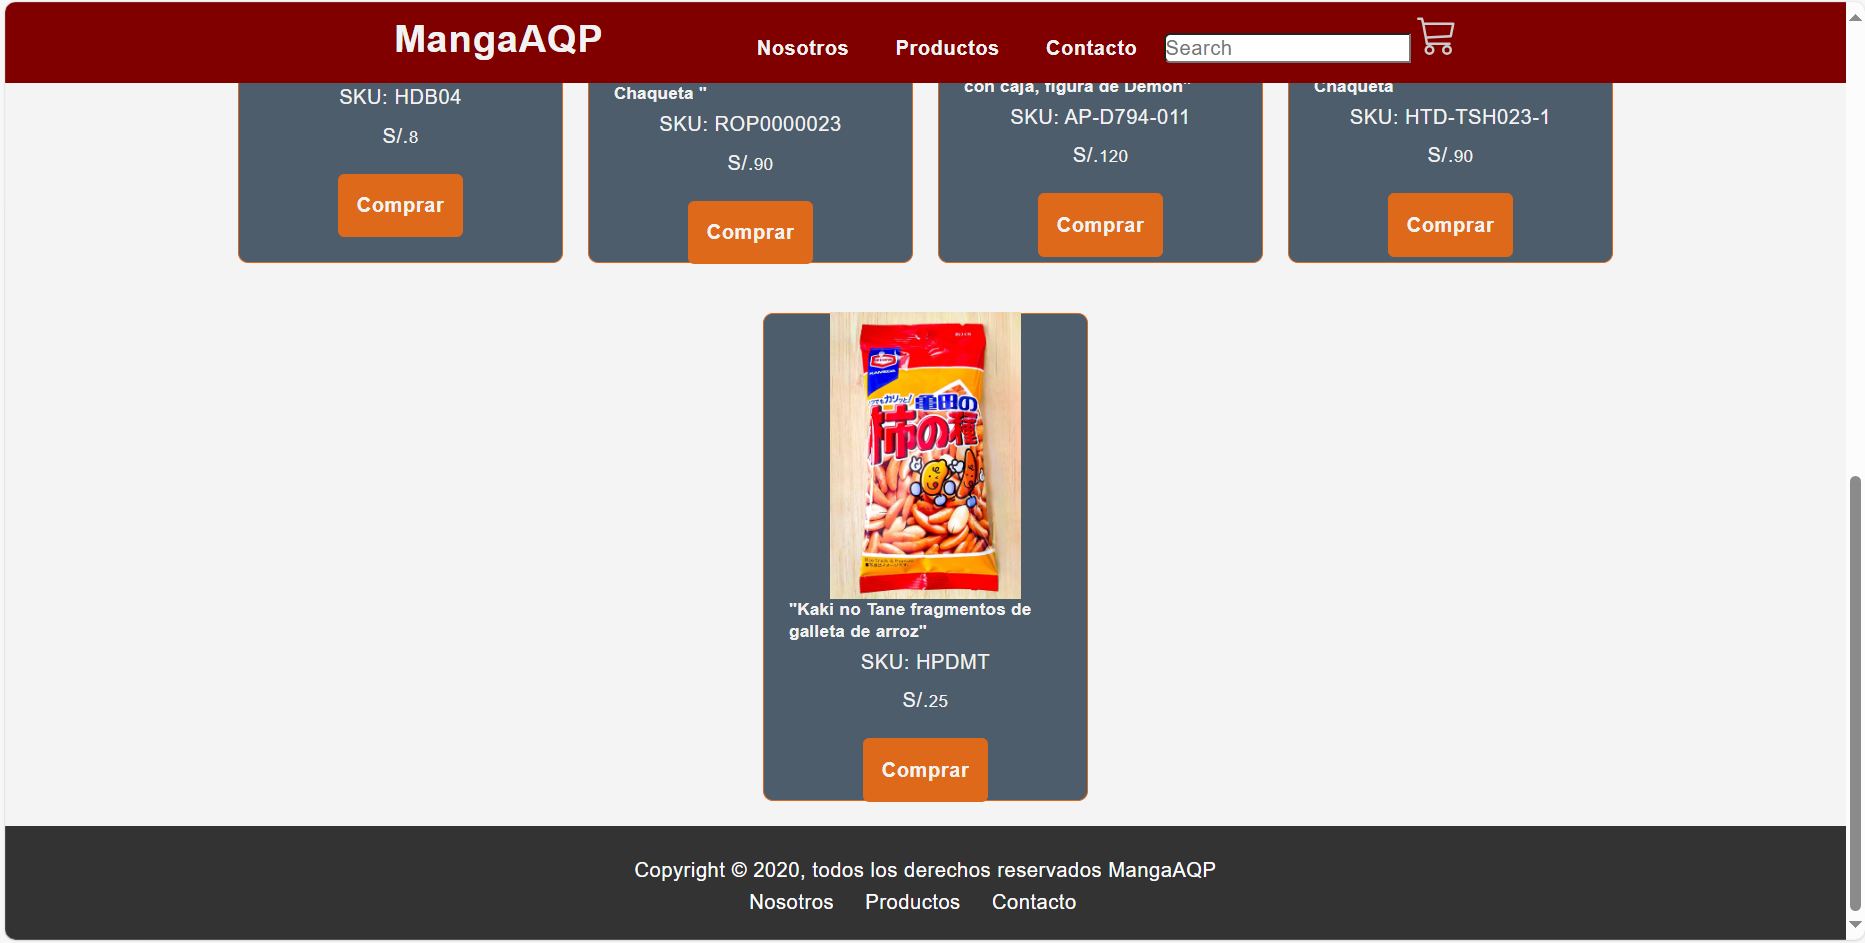 MangaAQP
Nosotros Productos Contacto Search
SKU: HDB04
S/.8
Comprar
Chaqueta "
SKU: ROP0000023
S/.90
Comprar
con caja, figura de Demon"
SKU: AP-D794-011
S/.120
Comprar
Chaqueta
SKU: HTD-TSH023-1
S/.90
Comprar
KAMEDA
亀田の
柿の種
"Kaki no Tane fragmentos de
galleta de arroz"
SKU: HPDMT
S/.25
Comprar
Copyright © 2020, todos los derechos reservados MangaAQP
Nosotros Productos Contacto